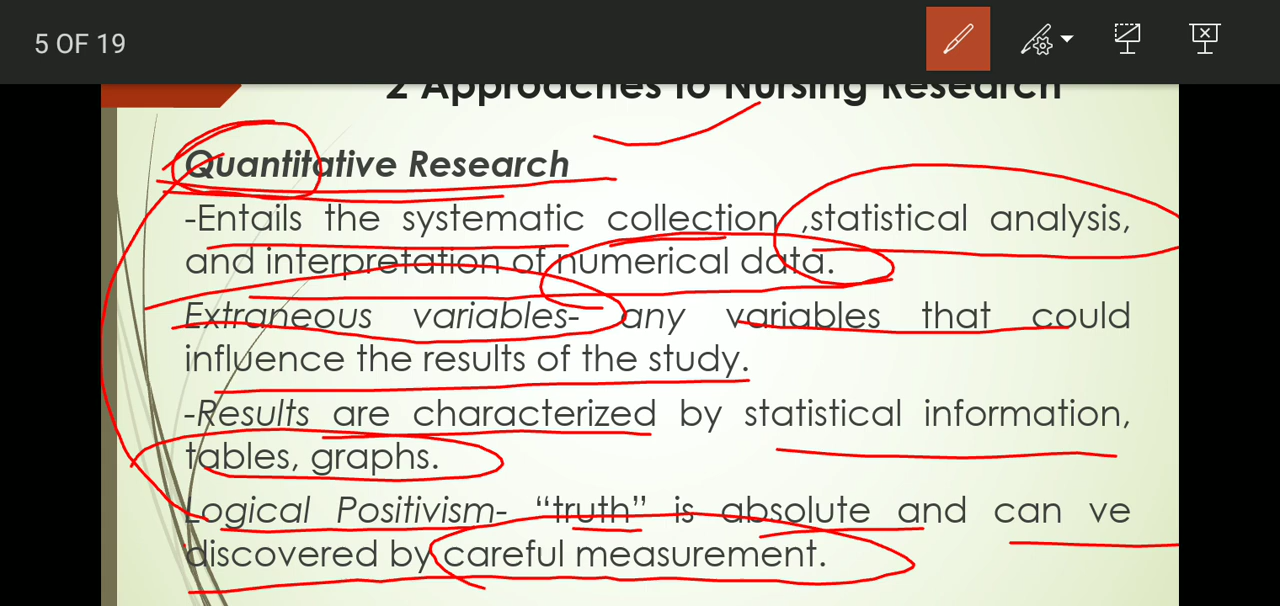 5 OF 19
2 Approaches to Nursing Research
Quantitative Research
-Entails the systematic collection ,statistical analysis,
and interpretation of numerical data.
Extraneous variables- any variables that could
influence the results of the study.
-Results are characterized by statistical information,
tables, graphs.
Logical Positivism- “truth” is absolute and can ve
discovered by careful measurement.